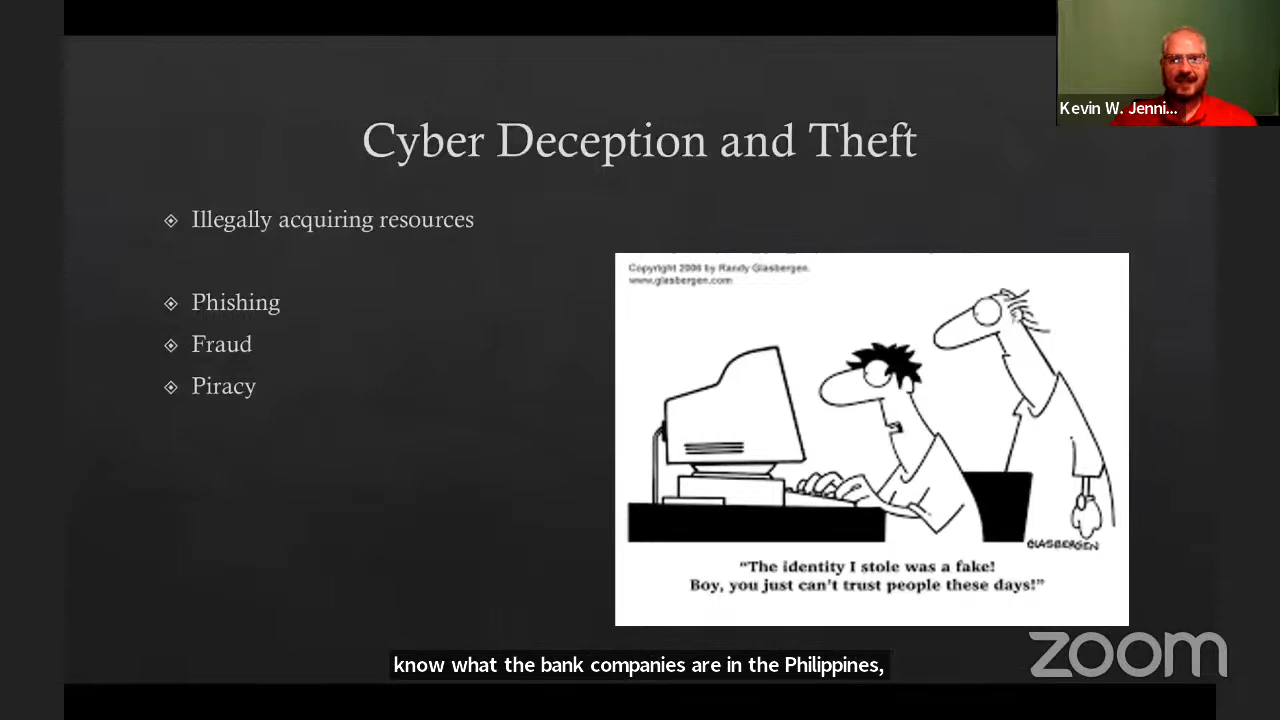 Kevin W. Jenni...
Cyber Deception and Theft
Illegally acquiring resources
Phishing
Fraud
Piracy
Copyright 2006 by Randy Glasbergen.
www.glasbergen.com
GLASBERGEN
“The identity I stole was a fake!
Boy, you just can’t trust people these days!”
zoom
know what the bank companies are in the Philippines,